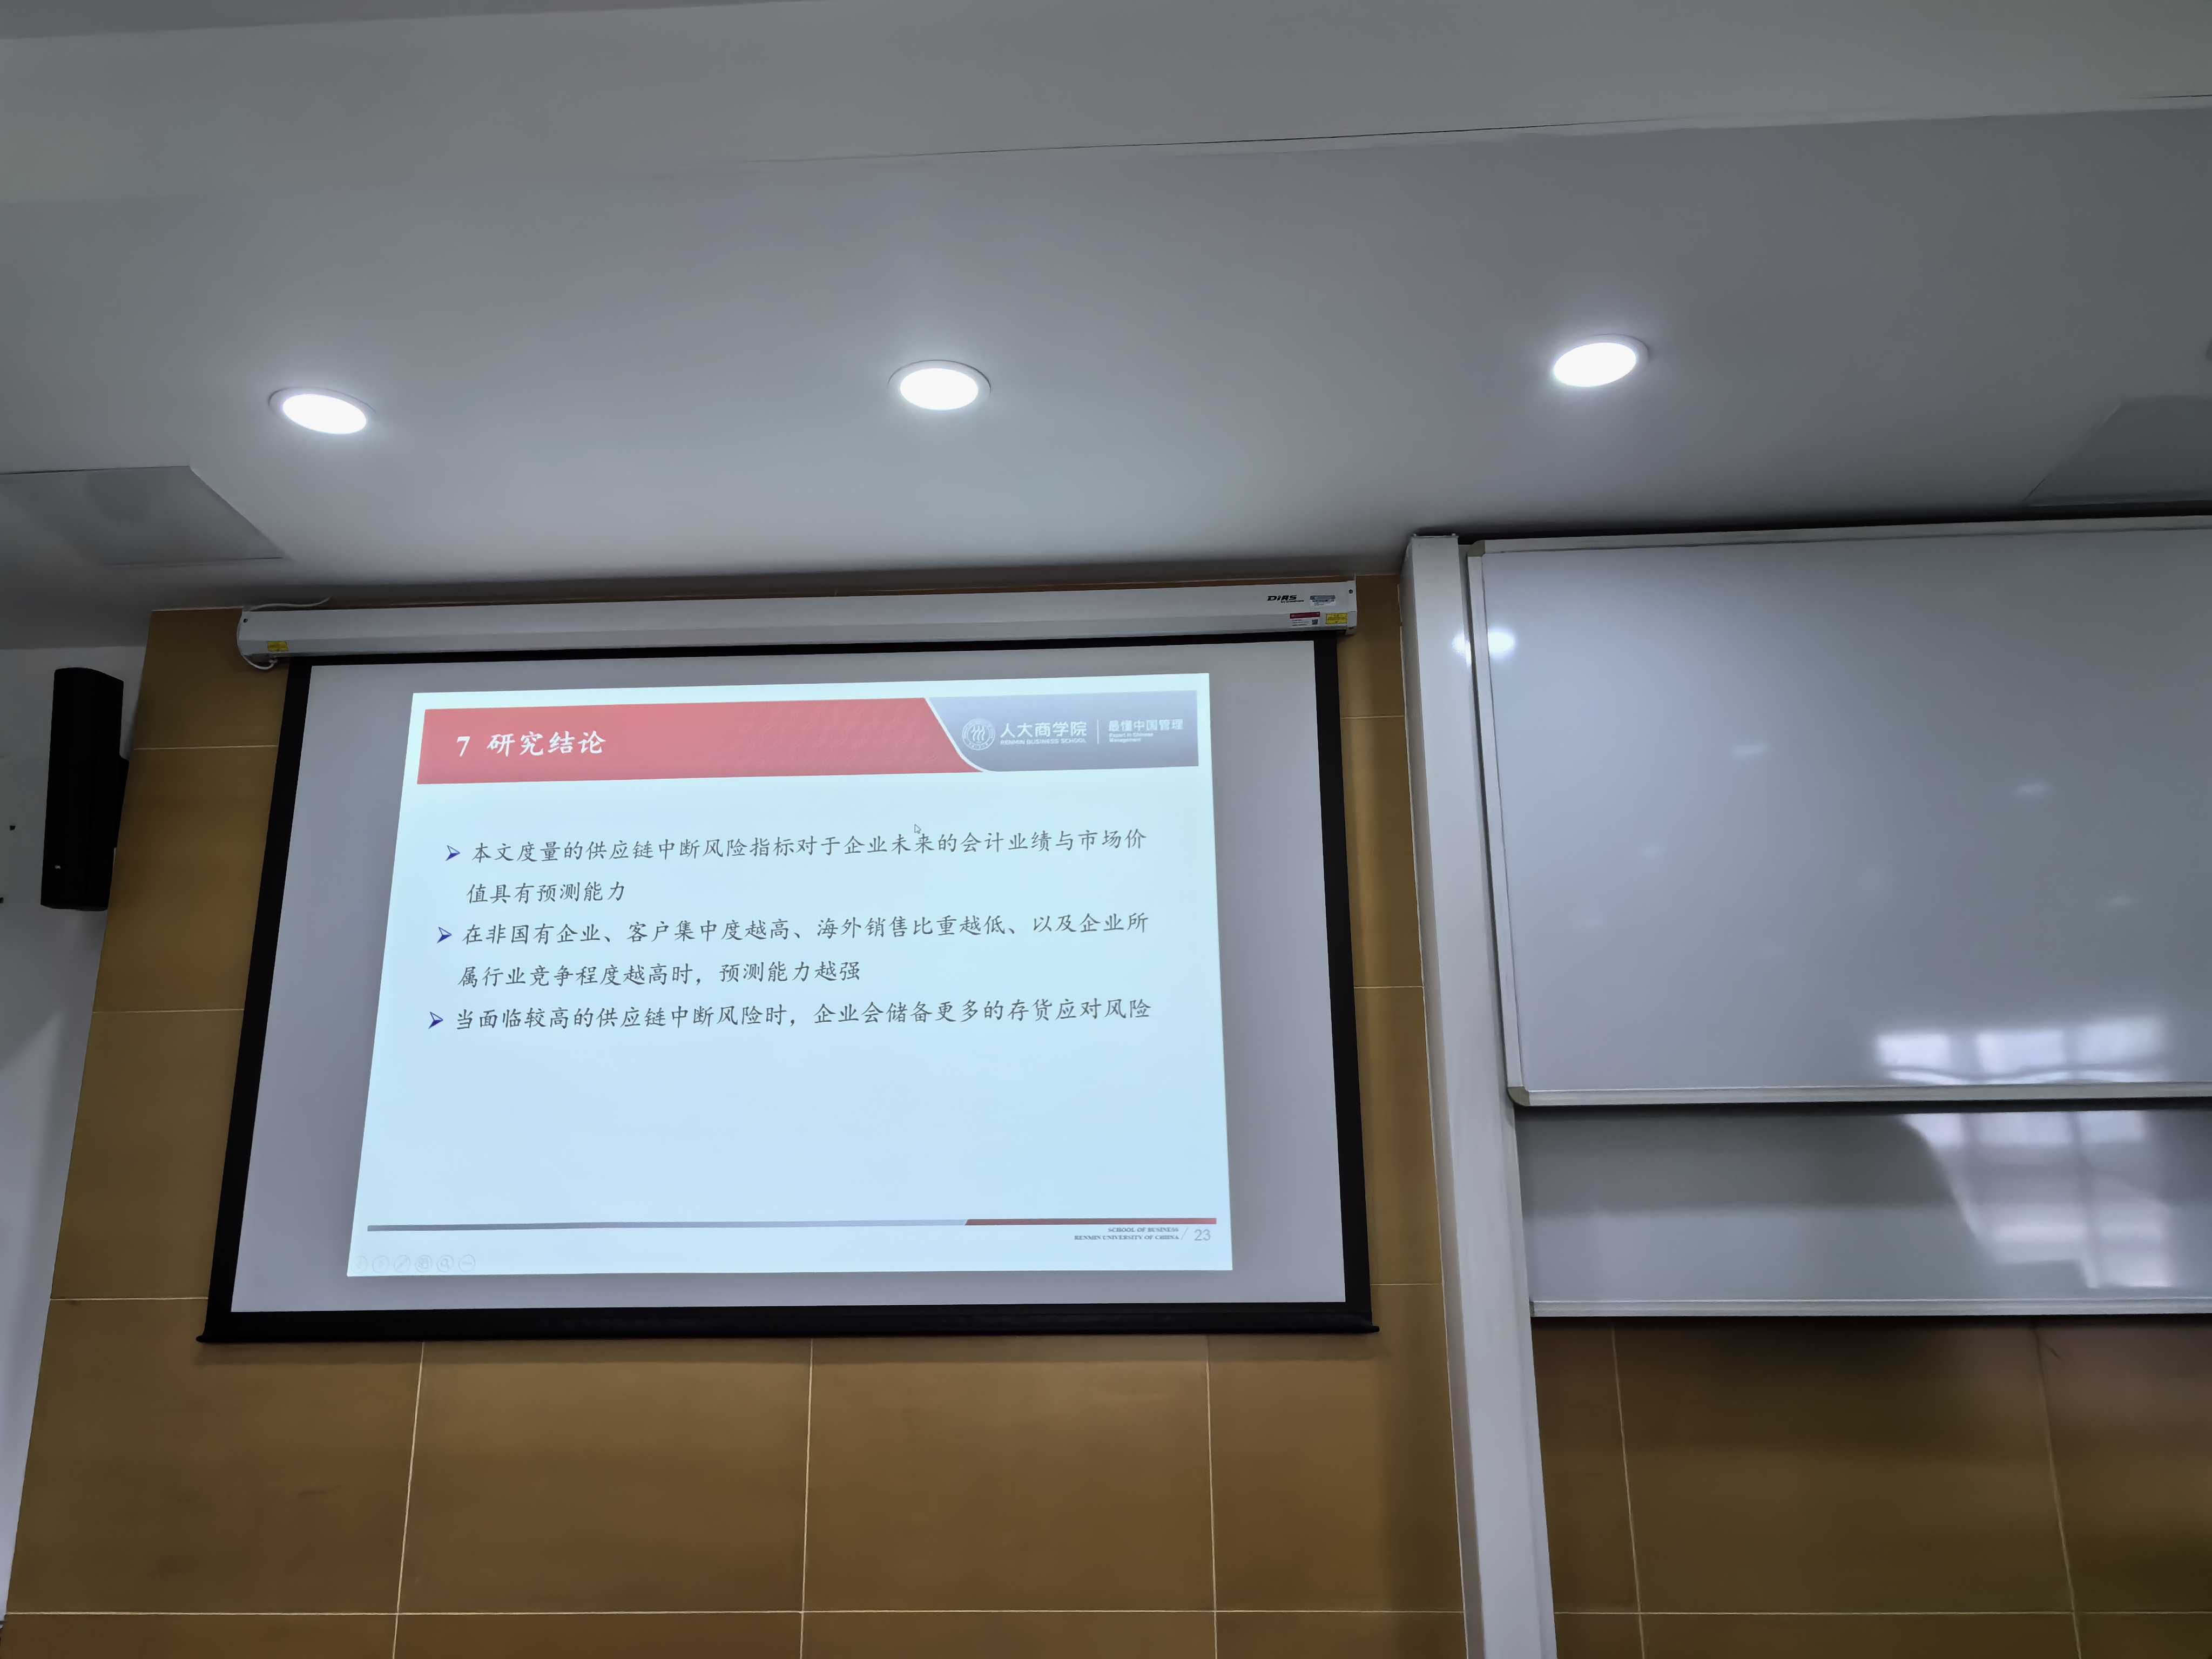 DIRS
7 研究结论
人大商学院
RENMIN BUSINESS SCHOOL
最懂中国管理
Expert in Chinese
Management
本文度量的供应链中断风险指标对于企业未来的会计业绩与市场价
值具有预测能力
在非国有企业、客户集中度越高、海外销售比重越低、以及企业所
属行业竞争程度越高时，预测能力越强
当面临较高的供应链中断风险时，企业会储备更多的存货应对风险
SCHOOL OF BUSINESS
RENMIN UNIVERSITY OF CHINA / 23